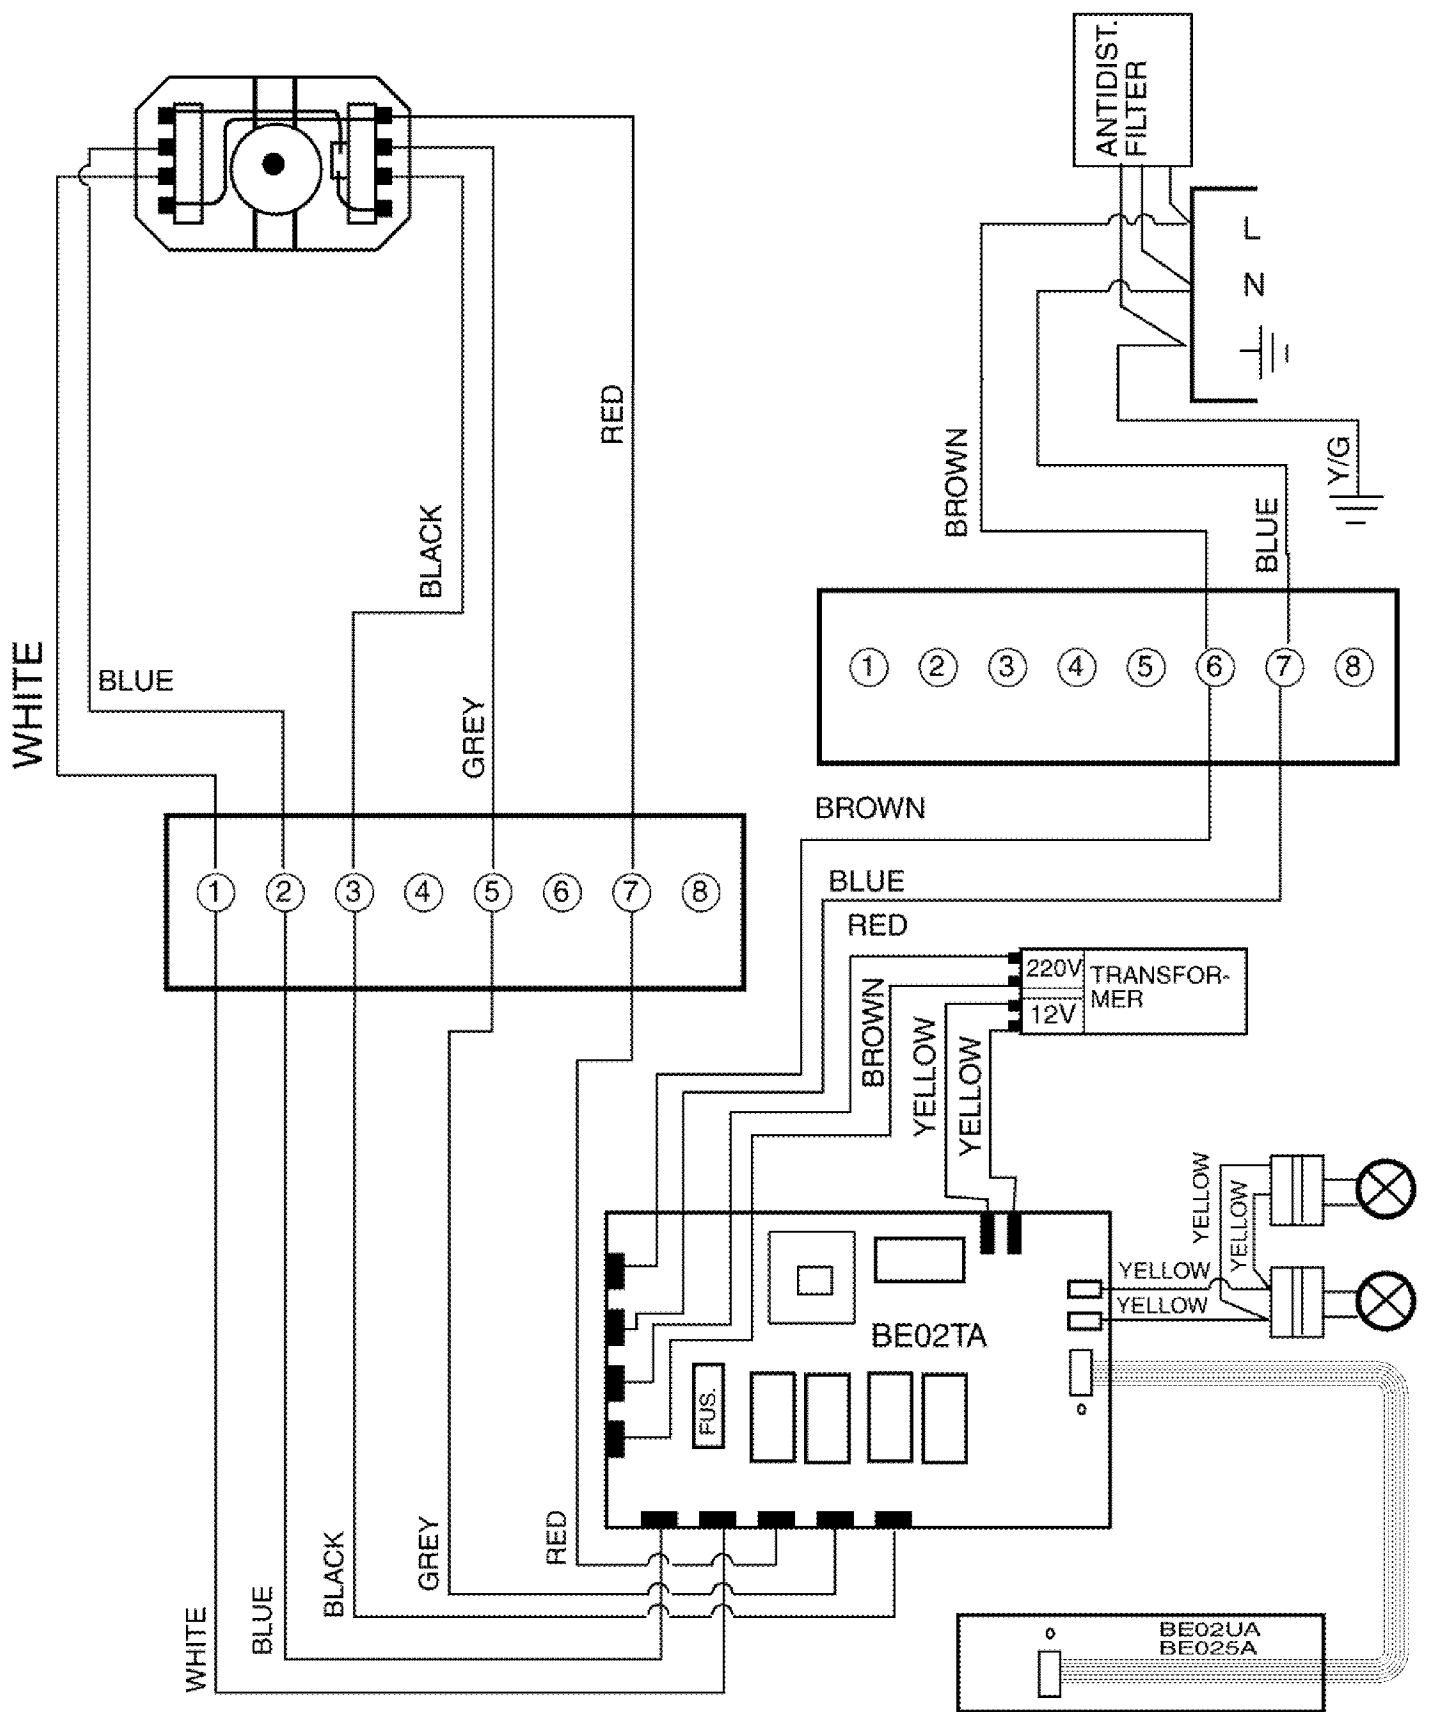 ANTIDIST.
FILTER
L
N
RED
BROWN
Y/G
BLUE
BLACK
WHITE
BLUE
GREY
1 2 3 4 5 6 7 8
BROWN
BLUE
1 2 3 4 5 6 7 8
RED
220V
TRANSFOR-
MER
12V
BROWN
YELLOW
YELLOW
YELLOW
YELLOW
YELLOW
YELLOW
BE02TA
FUS.
RED
GREY
BLACK
BLUE
WHITE
BE02UA
BE025A